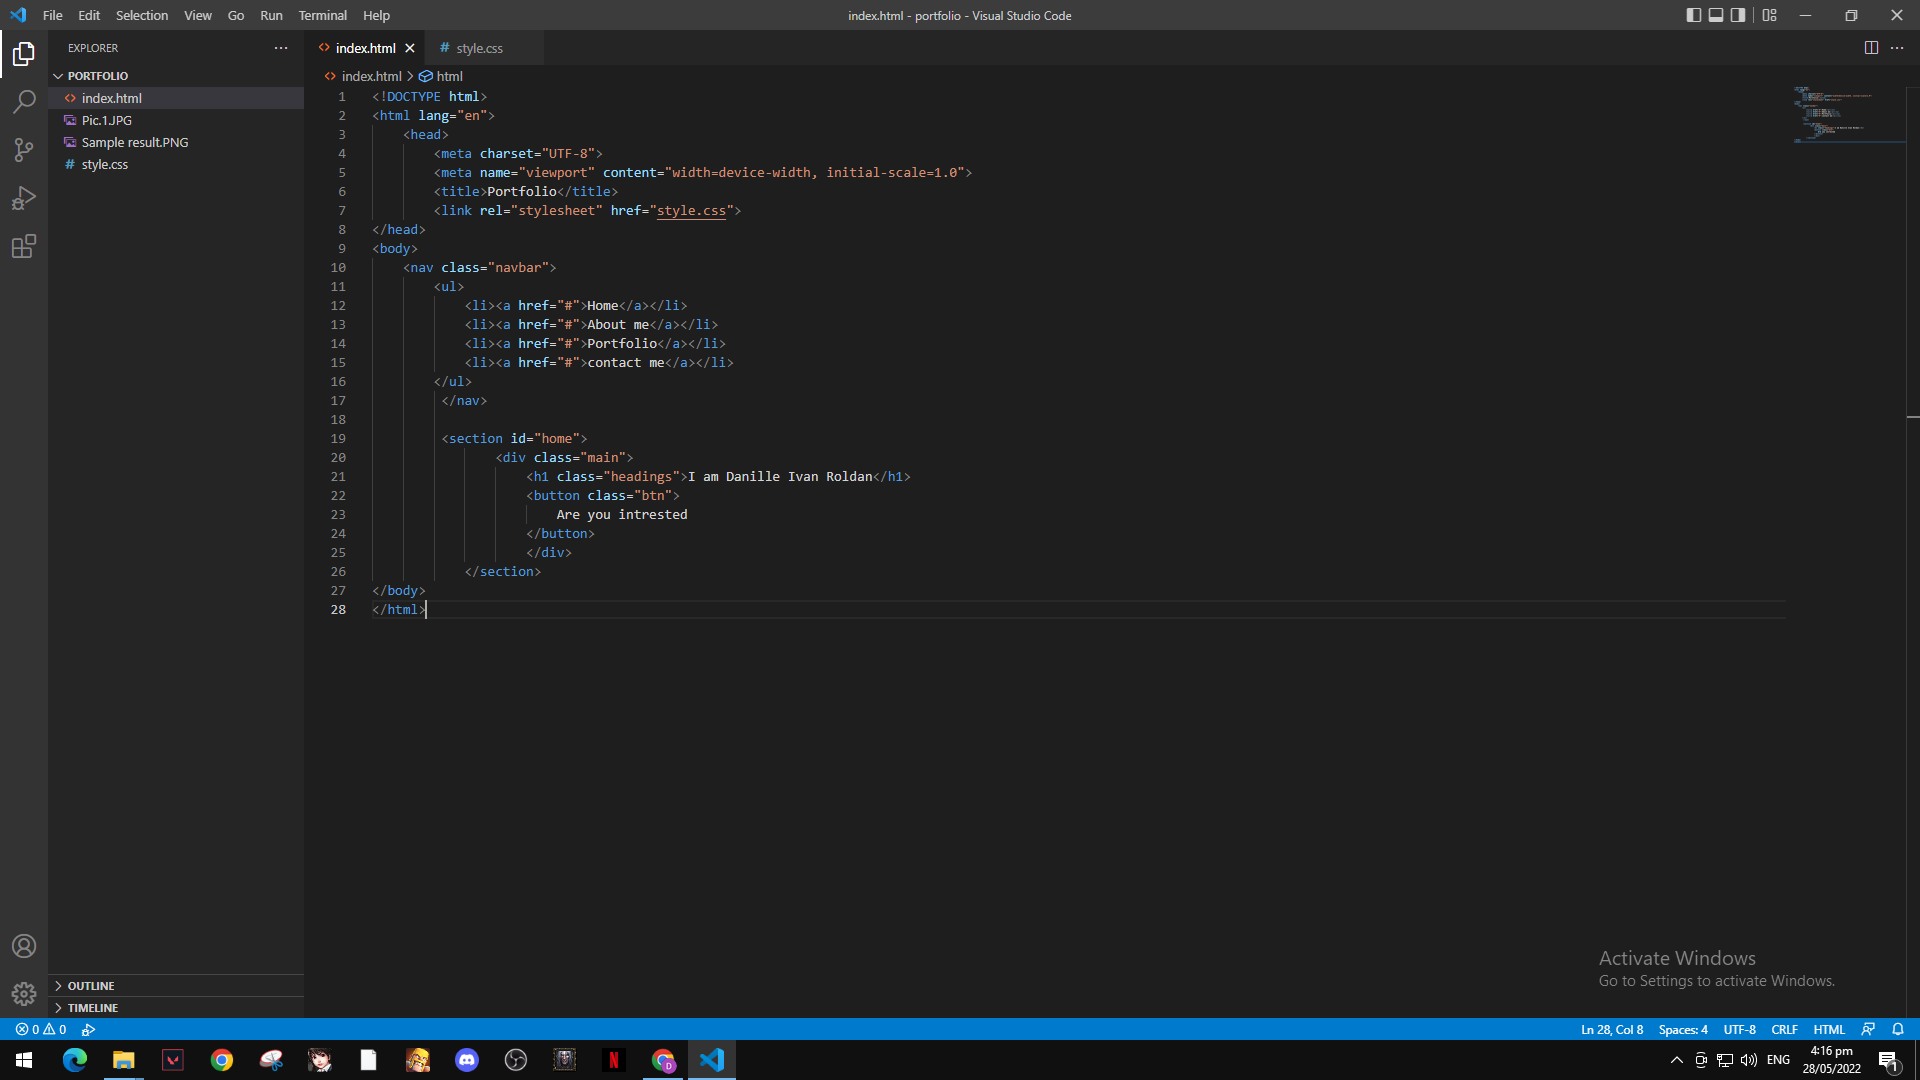 File Edit Selection View Go Run Terminal Help
index.html - portfolio - Visual Studio Code
EXPLORER
PORTFOLIO
index.html
Pic.1.JPG
Sample result.PNG
style.css
OUTLINE
TIMELINE
index.html
# style.css
index.html > html
1 <!DOCTYPE html>
2 <html lang="en">
3 <head>
4 <meta charset="UTF-8">
5 <meta name="viewport" content="width=device-width, initial-scale=1.0">
6 <title>Portfolio</title>
7 <link rel="stylesheet" href="style.css">
8 </head>
9 <body>
10 <nav class="navbar">
11 <ul>
12 <li><a href="#">Home</a></li>
13 <li><a href="#">About me</a></li>
14 <li><a href="#">Portfolio</a></li>
15 <li><a href="#">contact me</a></li>
16 </ul>
17 </nav>
18
19 <section id="home">
20 <div class="main">
21 <h1 class="headings">I am Danille Ivan Roldan</h1>
22 <button class="btn">
23 Are you intrested
24 </button>
25 </div>
26 </section>
27 </body>
28 </html>
Activate Windows
Go to Settings to activate Windows.
0 0
Ln 28, Col 8 Spaces: 4 UTF-8 CRLF HTML
ENG
4:16 pm
28/05/2022
1